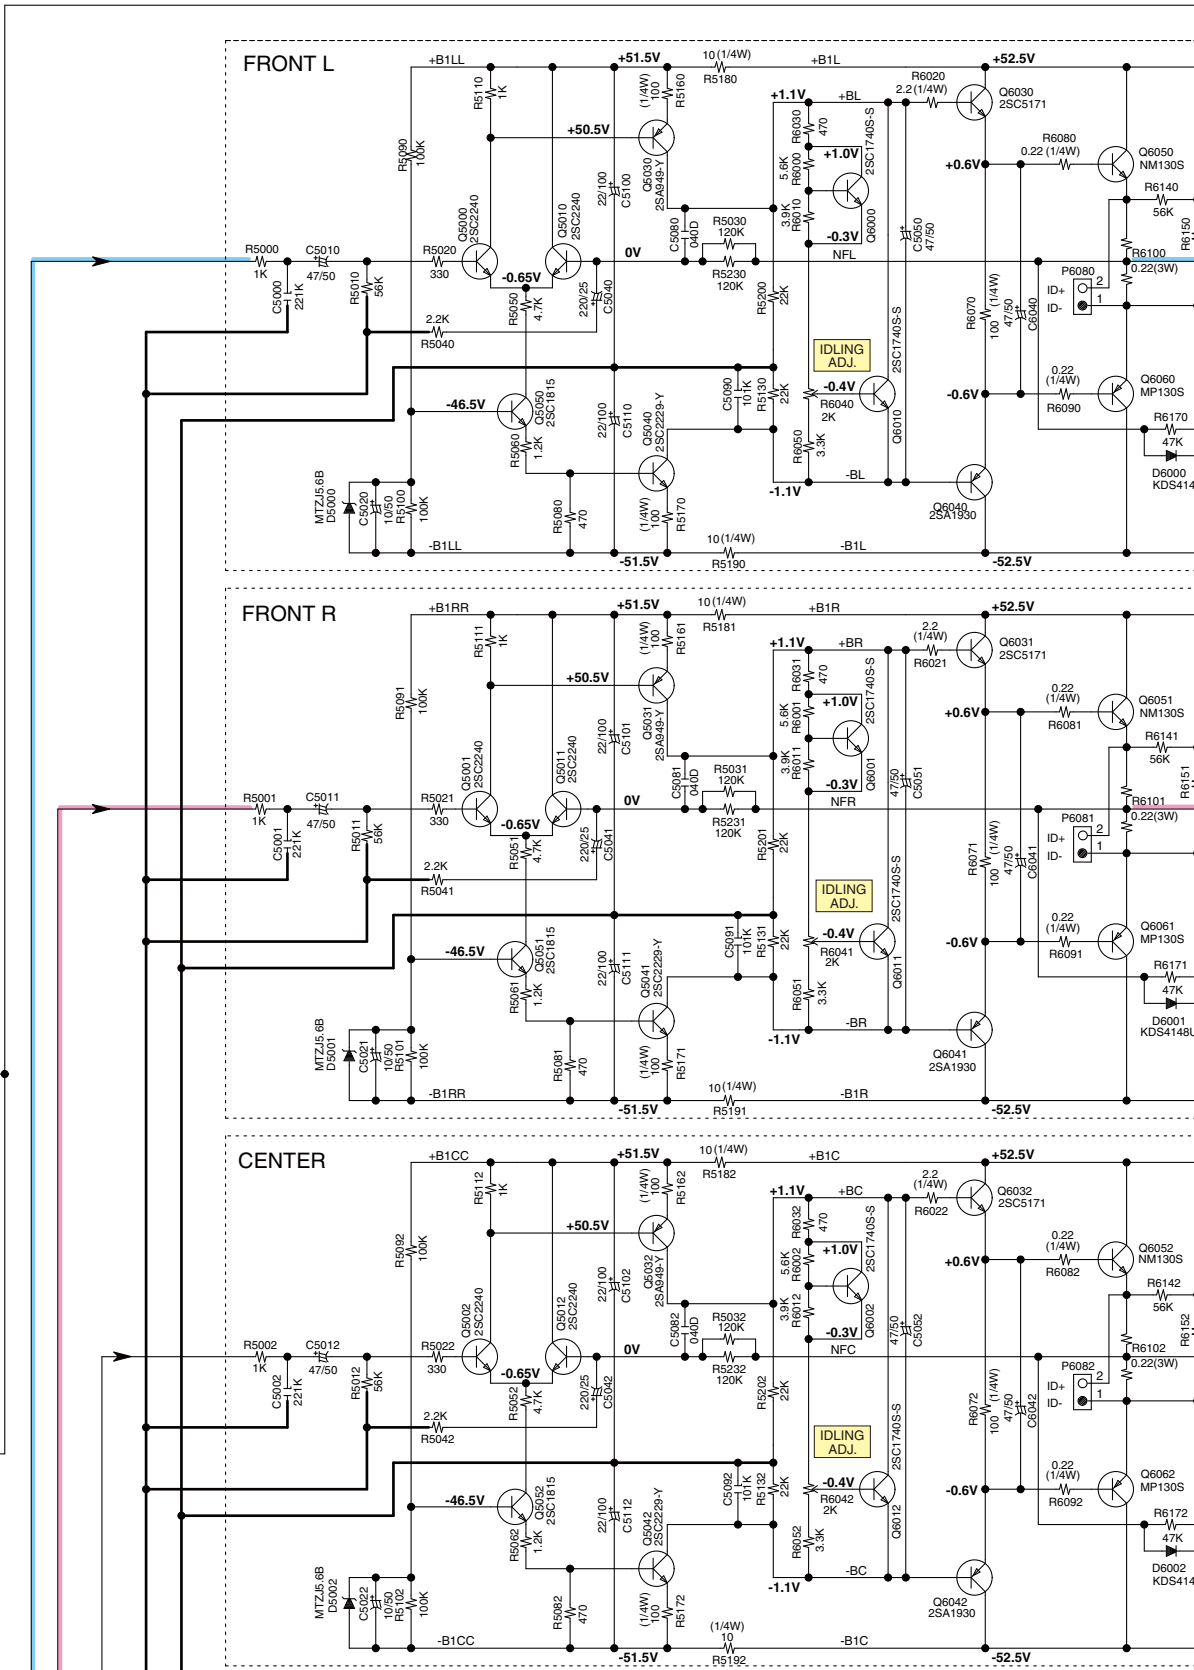 FRONT L
+B1LL
+51.5V
10 (1/4W)
R5180
+B1L
+52.5V
R5110
1K
(1/4W)
100
R5160
R6020
2.2 (1/4W)
Q6030
2SC5171
+1.1V
+BL
R5090
100K
+50.5V
Q5030
2SA949-Y
R6030
470
+1.0V
5.6K
R6000
2SC1740S-S
R6080
0.22 (1/4W)
+0.6V
Q6050
NM130S
22/100
C5100
3.9K
R6010
Q6000
-0.3V
C5050
47/50
R6140
56K
R6150
Q5000
2SC2240
Q5010
2SC2240
C5080
040D
R5030
120K
R5230
120K
NFL
0V
R5000
1K
C5010
47/50
R5020
330
C5000
221K
R5010
56K
-0.65V
R5050
4.7K
220/25
C5040
R5200
22K
R6100
0.22(3W)
P6080
ID+
2
ID-
1
R6070
100
(1/4W)
47/50
C6040
2.2K
R5040
IDLING
ADJ.
2SC1740S-S
-0.4V
R6040
2K
Q6010
0.22
(1/4W)
R6090
-0.6V
Q6060
MP130S
-46.5V
Q5050
2SC1815
R5060
1.2K
22/100
C5110
Q5040
2SC2229-Y
C5090
101K
R5130
22K
R6050
3.3K
R6170
47K
D6000
KDS414
MTZJ5.6B
D5000
C5020
10/50
R5100
100K
R5080
470
(1/4W)
100
R5170
-1.1V
-BL
Q6040
2SA1930
-B1LL
-51.5V
10 (1/4W)
R5190
-B1L
-52.5V
FRONT R
+B1RR
+51.5V
10 (1/4W)
R5181
+B1R
+52.5V
R5111
1K
(1/4W)
100
R5161
2.2
(1/4W)
R6021
Q6031
2SC5171
+1.1V
+BR
R5091
100K
+50.5V
Q5031
2SA949-Y
R6031
470
+1.0V
5.6K
R6001
2SC1740S-S
0.22
(1/4W)
R6081
+0.6V
Q6051
NM130S
22/100
C5101
3.9K
R6011
Q6001
-0.3V
47/50
C5051
R6141
56K
R6151
Q5001
2SC2240
Q5011
2SC2240
C5081
040D
R5031
120K
R5231
120K
NFR
0V
R5001
1K
C5011
47/50
R5021
330
C5001
221K
R5011
56K
-0.65V
R5051
4.7K
220/25
C5041
R5201
22K
R6101
0.22(3W)
P6081
ID+
2
ID-
1
R6071
100
(1/4W)
47/50
C6041
2.2K
R5041
IDLING
ADJ.
2SC1740S-S
-0.4V
R6041
2K
Q6011
0.22
(1/4W)
R6091
-0.6V
Q6061
MP130S
-46.5V
Q5051
2SC1815
R5061
1.2K
22/100
C5111
Q5041
2SC2229-Y
C5091
101K
R5131
22K
R6051
3.3K
R6171
47K
D6001
KDS4148U
MTZJ5.6B
D5001
C5021
10/50
R5101
100K
R5081
470
(1/4W)
100
R5171
-1.1V
-BR
Q6041
2SA1930
-B1RR
-51.5V
10 (1/4W)
R5191
-B1R
-52.5V
CENTER
+B1CC
+51.5V
10 (1/4W)
R5182
+B1C
+52.5V
R5112
1K
(1/4W)
100
R5162
2.2
(1/4W)
R6022
Q6032
2SC5171
+1.1V
+BC
R5092
100K
+50.5V
Q5032
2SA949-Y
R6032
470
+1.0V
5.6K
R6002
2SC1740S-S
0.22
(1/4W)
R6082
+0.6V
Q6052
NM130S
22/100
C5102
3.9K
R6012
Q6002
-0.3V
47/50
C5052
R6142
56K
R6152
Q5002
2SC2240
Q5012
2SC2240
C5082
040D
R5032
120K
R5232
120K
NFC
0V
R5002
1K
C5012
47/50
R5022
330
C5002
221K
R5012
56K
-0.65V
R5052
4.7K
220/25
C5042
R5202
22K
R6102
0.22(3W)
P6082
ID+
2
ID-
1
R6072
100
(1/4W)
47/50
C6042
2.2K
R5042
IDLING
ADJ.
2SC1740S-S
-0.4V
R6042
2K
Q6012
0.22
(1/4W)
R6092
-0.6V
Q6062
MP130S
-46.5V
Q5052
2SC1815
R5062
1.2K
22/100
C5112
Q5042
2SC2229-Y
C5092
101K
R5132
22K
R6052
3.3K
R6172
47K
D6002
KDS414
MTZJ5.6B
D5002
C5022
10/50
R5102
100K
R5082
470
(1/4W)
100
R5172
-1.1V
-BC
Q6042
2SA1930
-B1CC
-51.5V
(1/4W)
10
R5192
-B1C
-52.5V